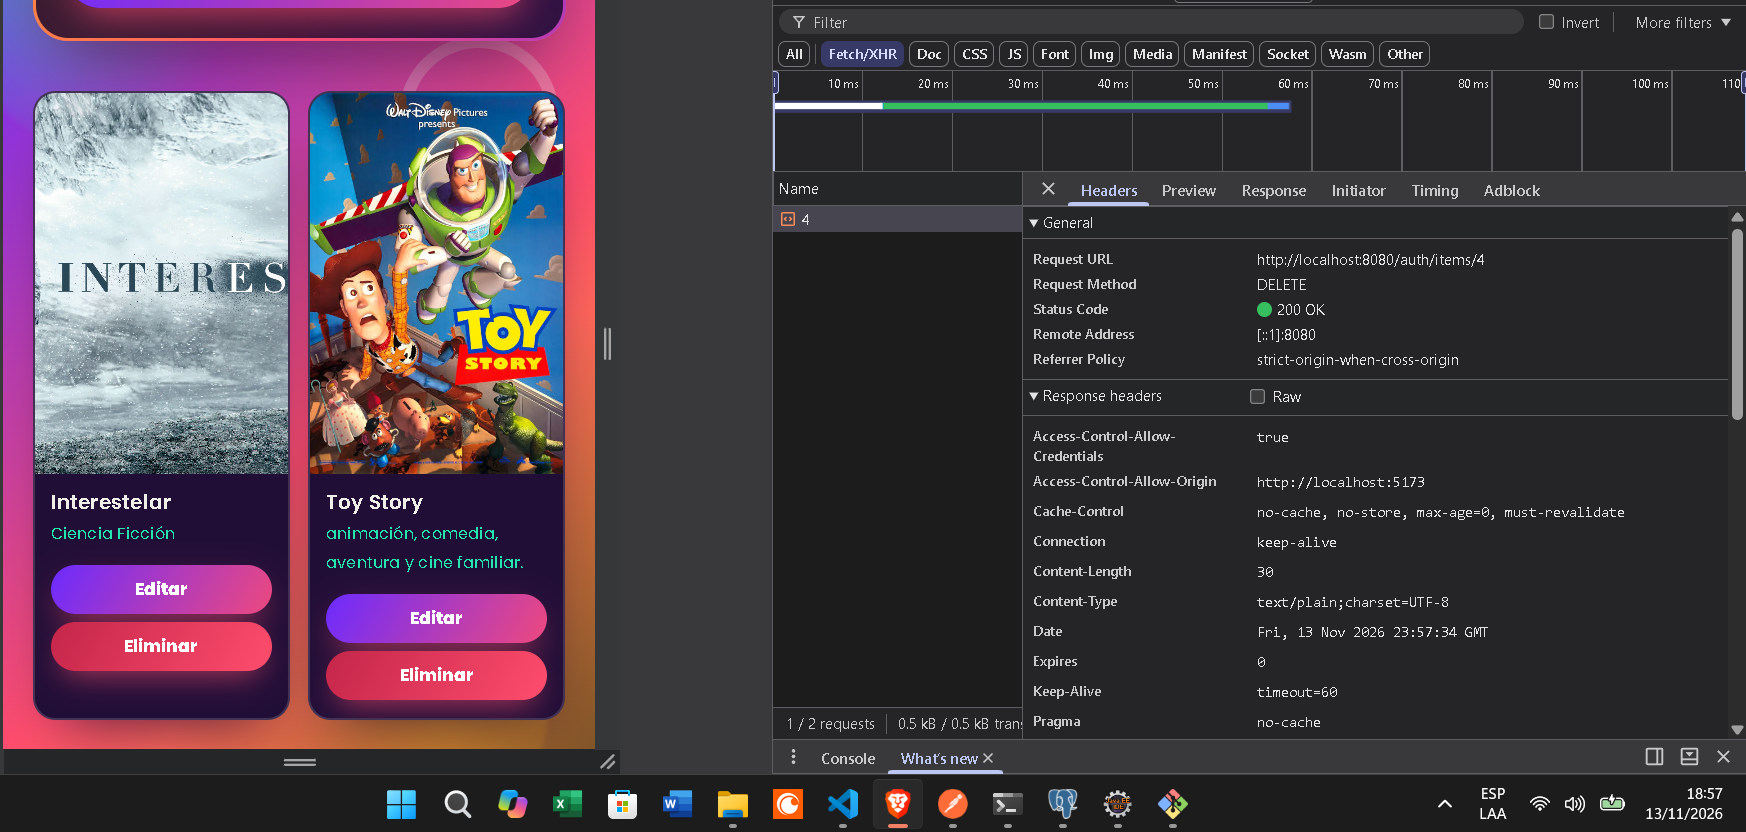 WALT DISNEY Pictures
presents
INTERES
TOY
STORY
Interestelar
Ciencia Ficción
Editar
Eliminar
Toy Story
animación, comedia,
aventura y cine familiar.
Editar
Eliminar
Filter
Invert
More filters
All
Fetch/XHR
Doc
CSS
JS
Font
Img
Media
Manifest
Socket
Wasm
Other
10 ms
20 ms
30 ms
40 ms
50 ms
60 ms
70 ms
80 ms
90 ms
100 ms
110
Name
4
Headers
Preview
Response
Initiator
Timing
Adblock
General
Request URL
http://localhost:8080/auth/items/4
Request Method
DELETE
Status Code
200 OK
Remote Address
[::1]:8080
Referrer Policy
strict-origin-when-cross-origin
Response headers
Raw
Access-Control-Allow-
Credentials
true
Access-Control-Allow-Origin
http://localhost:5173
Cache-Control
no-cache, no-store, max-age=0, must-revalidate
Connection
keep-alive
Content-Length
30
Content-Type
text/plain;charset=UTF-8
Date
Fri, 13 Nov 2026 23:57:34 GMT
Expires
0
Keep-Alive
timeout=60
Pragma
no-cache
1 / 2 requests
0.5 kB / 0.5 kB tran
Console
What's new
ESP
LAA
18:57
13/11/2026